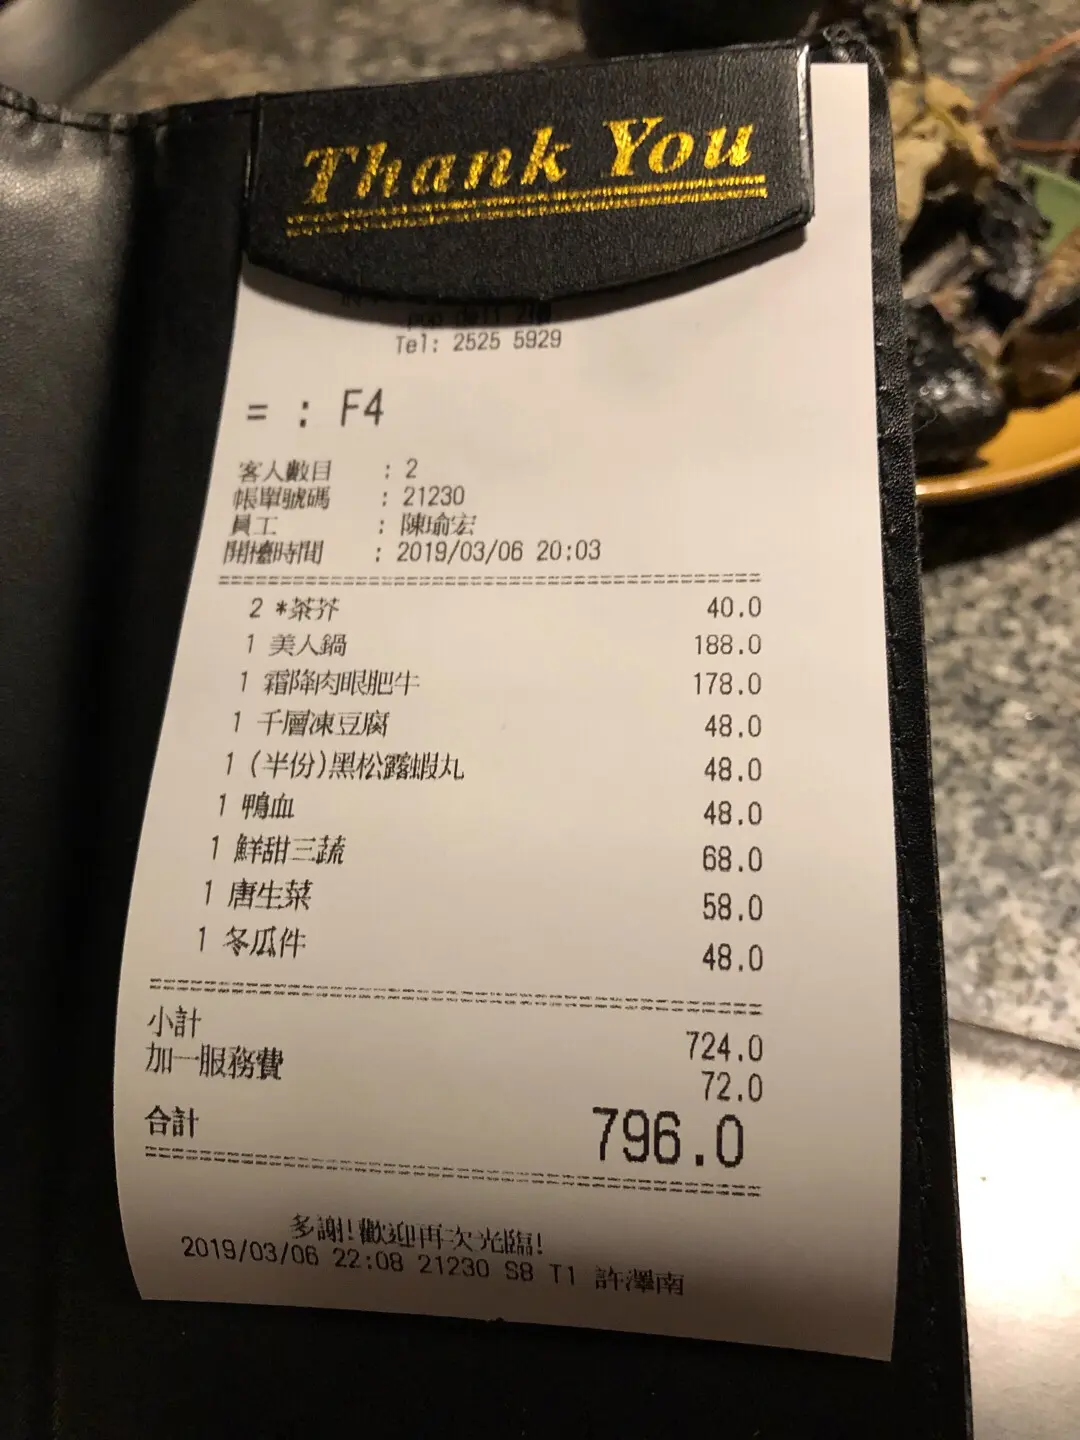 Thank You
Tel: 2525 5929
= : F4
客人數目 : 2
帳單號碼 : 21230
員工 : 陳瑜宏
開檯時間 : 2019/03/06 20:03
2 *茶芥 40.0
1 美人鍋 188.0
1 霜降肉眼肥牛 178.0
1 千層凍豆腐 48.0
1 (半份)黑松露蝦丸 48.0
1 鴨血 48.0
1 鮮甜三蔬 68.0
1 唐生菜 58.0
1 冬瓜件 48.0
小計 724.0
加一服務費 72.0
合計 796.0
多謝!歡迎再次光臨!
2019/03/06 22:08 21230 S8 T1 許澤南